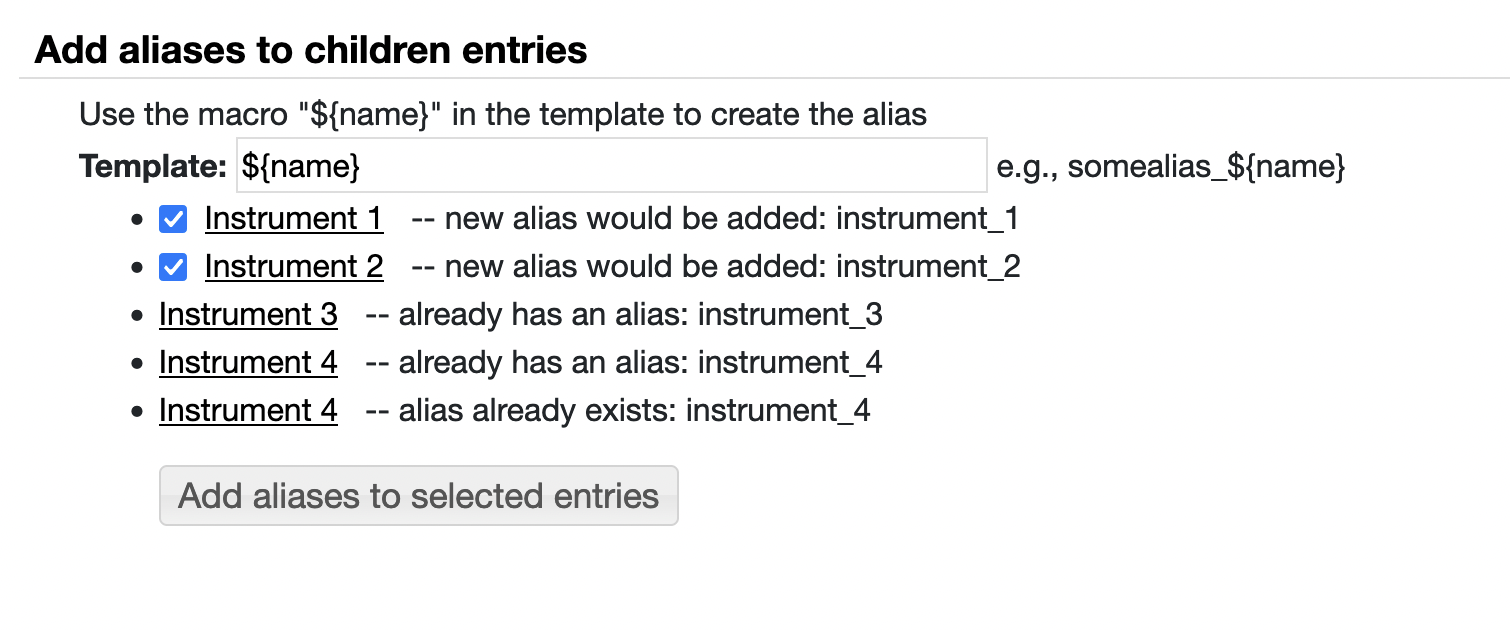 Add aliases to children entries
Use the macro "${name}" in the template to create the alias
Template: ${name} e.g., somealias_${name}
Instrument 1 -- new alias would be added: instrument_1
Instrument 2 -- new alias would be added: instrument_2
Instrument 3 -- already has an alias: instrument_3
Instrument 4 -- already has an alias: instrument_4
Instrument 4 -- alias already exists: instrument_4
Add aliases to selected entries